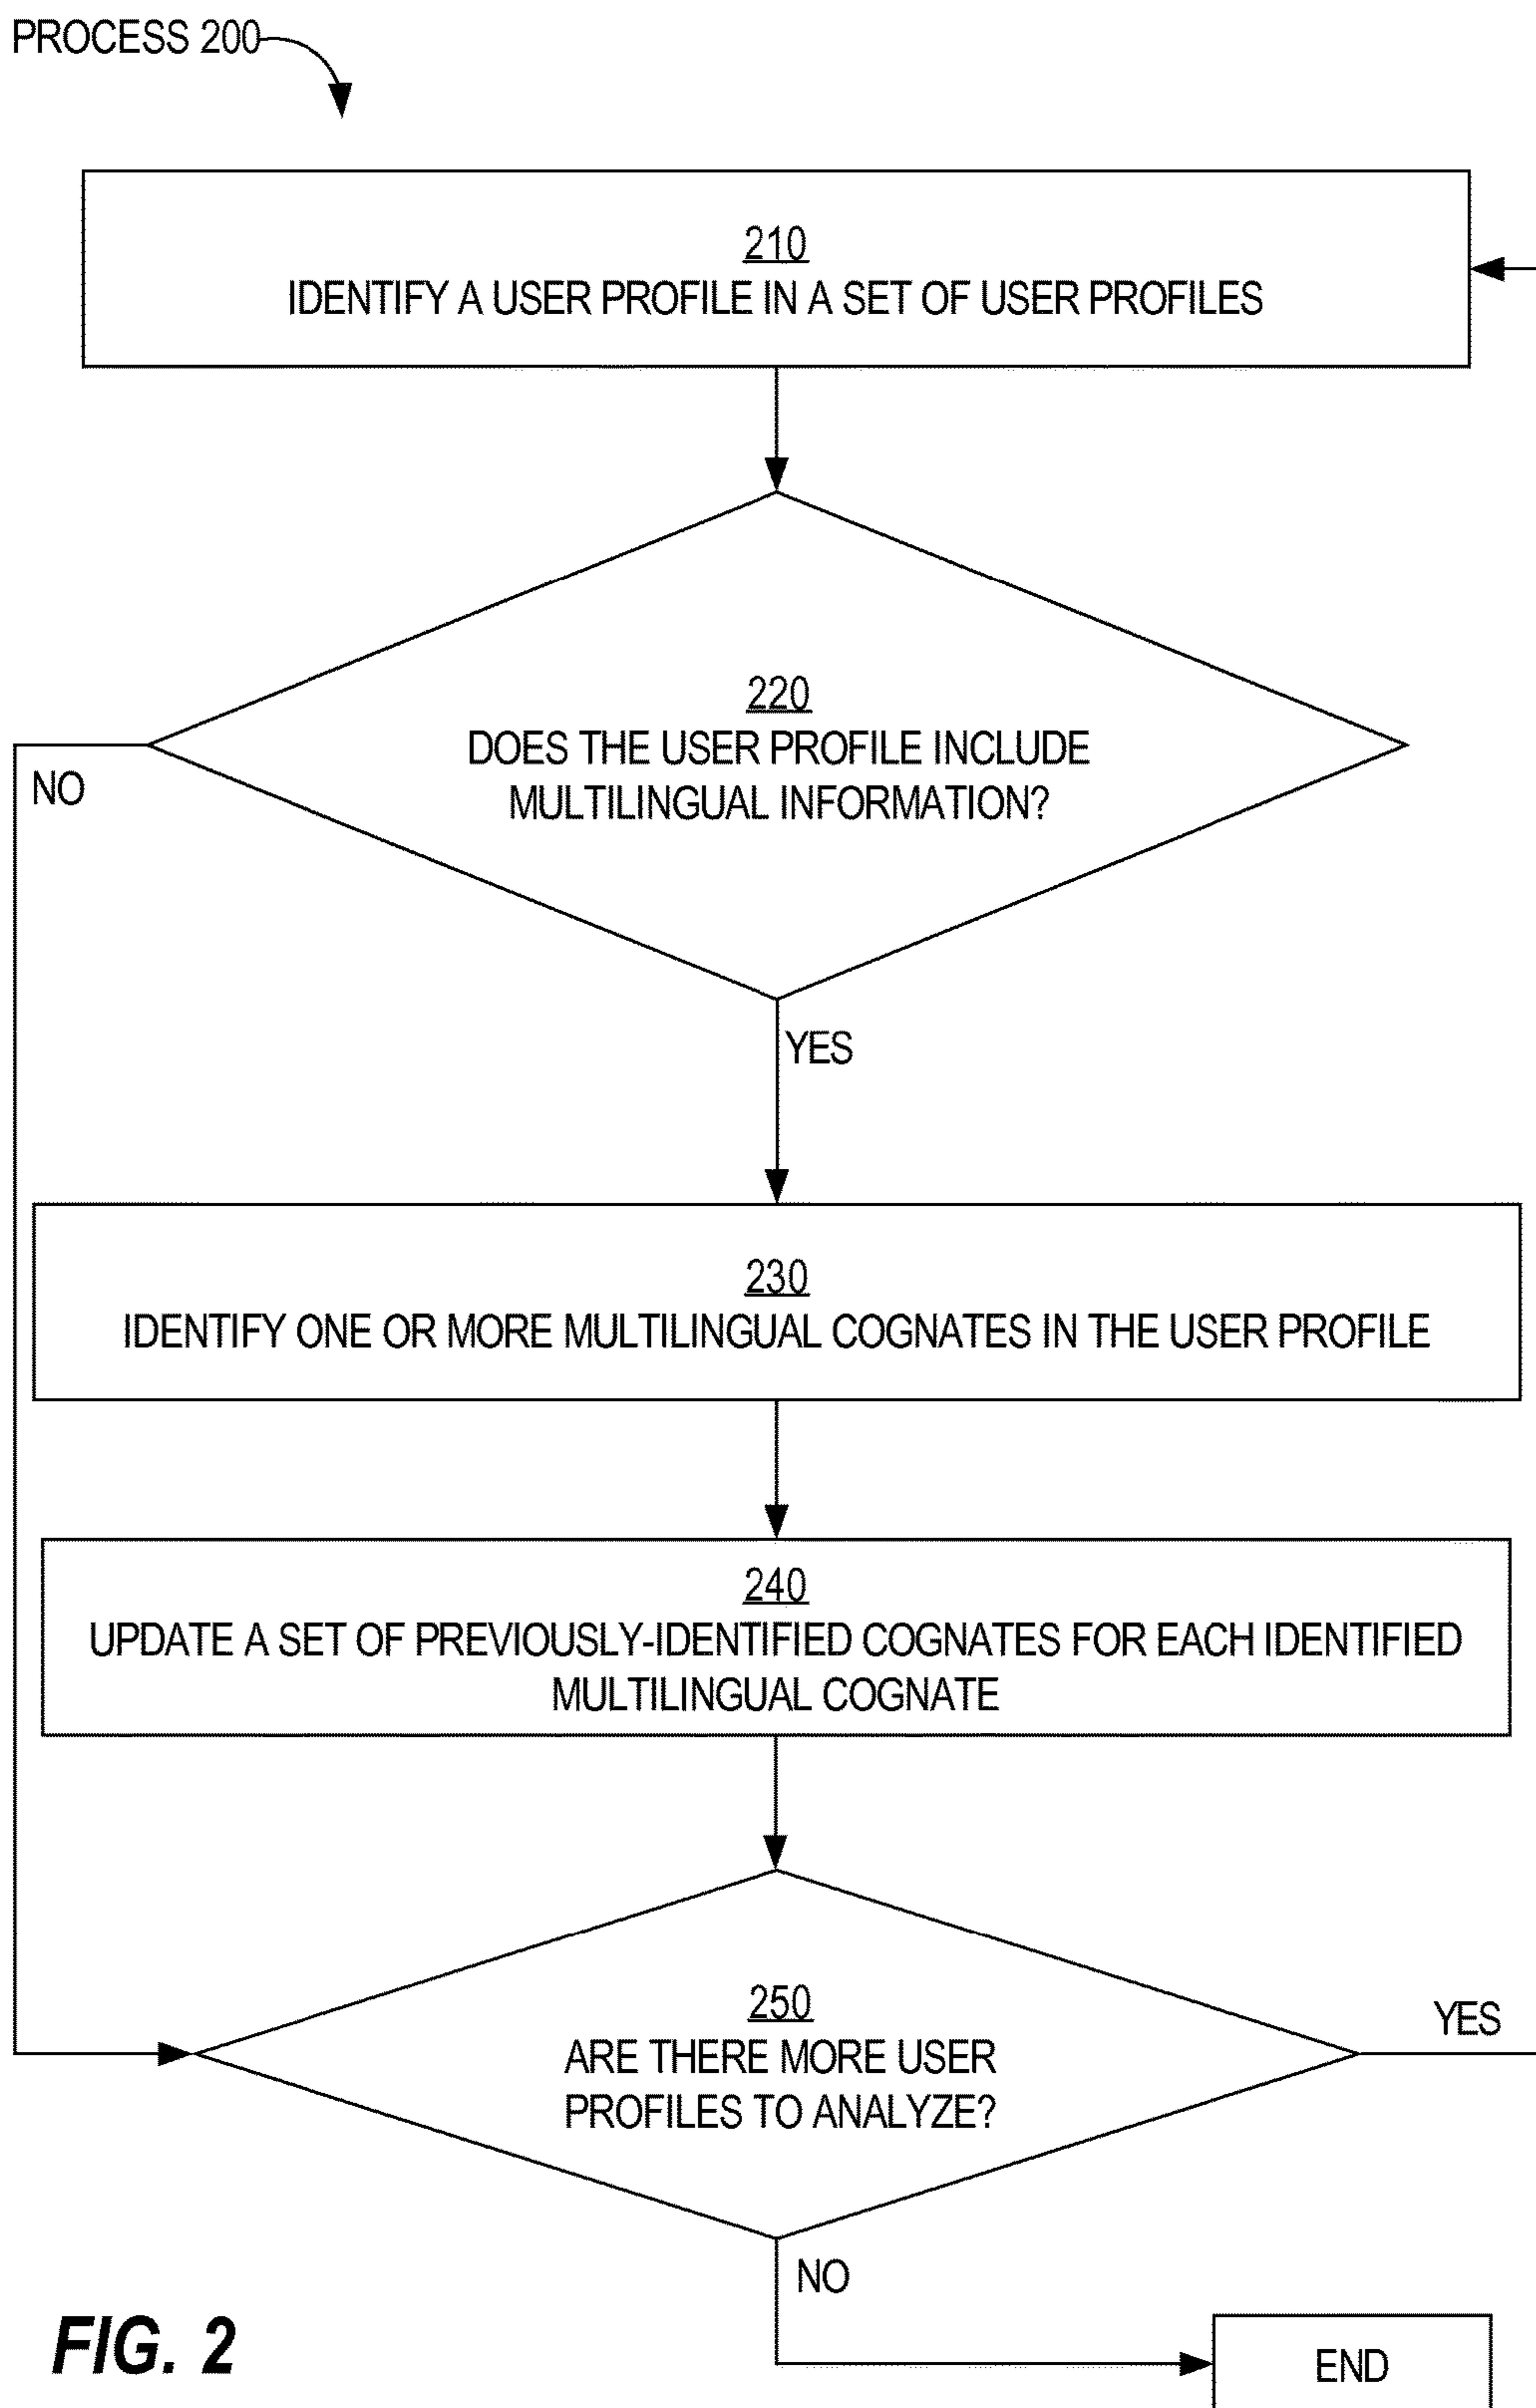 PROCESS 200
210
IDENTIFY A USER PROFILE IN A SET OF USER PROFILES
220
DOES THE USER PROFILE INCLUDE
MULTILINGUAL INFORMATION?
NO
YES
230
IDENTIFY ONE OR MORE MULTILINGUAL COGNATES IN THE USER PROFILE
240
UPDATE A SET OF PREVIOUSLY-IDENTIFIED COGNATES FOR EACH IDENTIFIED
MULTILINGUAL COGNATE
250
ARE THERE MORE USER
PROFILES TO ANALYZE?
YES
NO
END
FIG. 2